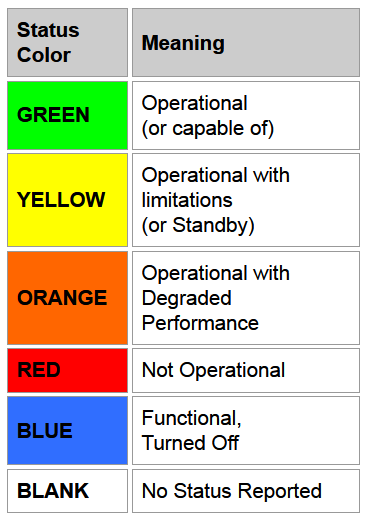 Status
Color
Meaning
GREEN
Operational
(or capable of)
YELLOW
Operational with
limitations
(or Standby)
ORANGE
Operational with
Degraded
Performance
RED
Not Operational
BLUE
Functional,
Turned Off
BLANK
No Status Reported